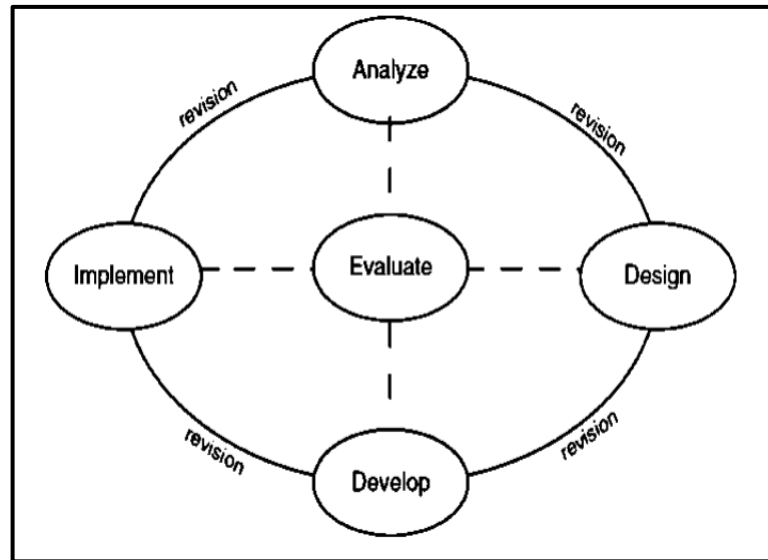 Analyze
revision
revision
Implement
Evaluate
Design
revision
revision
Develop